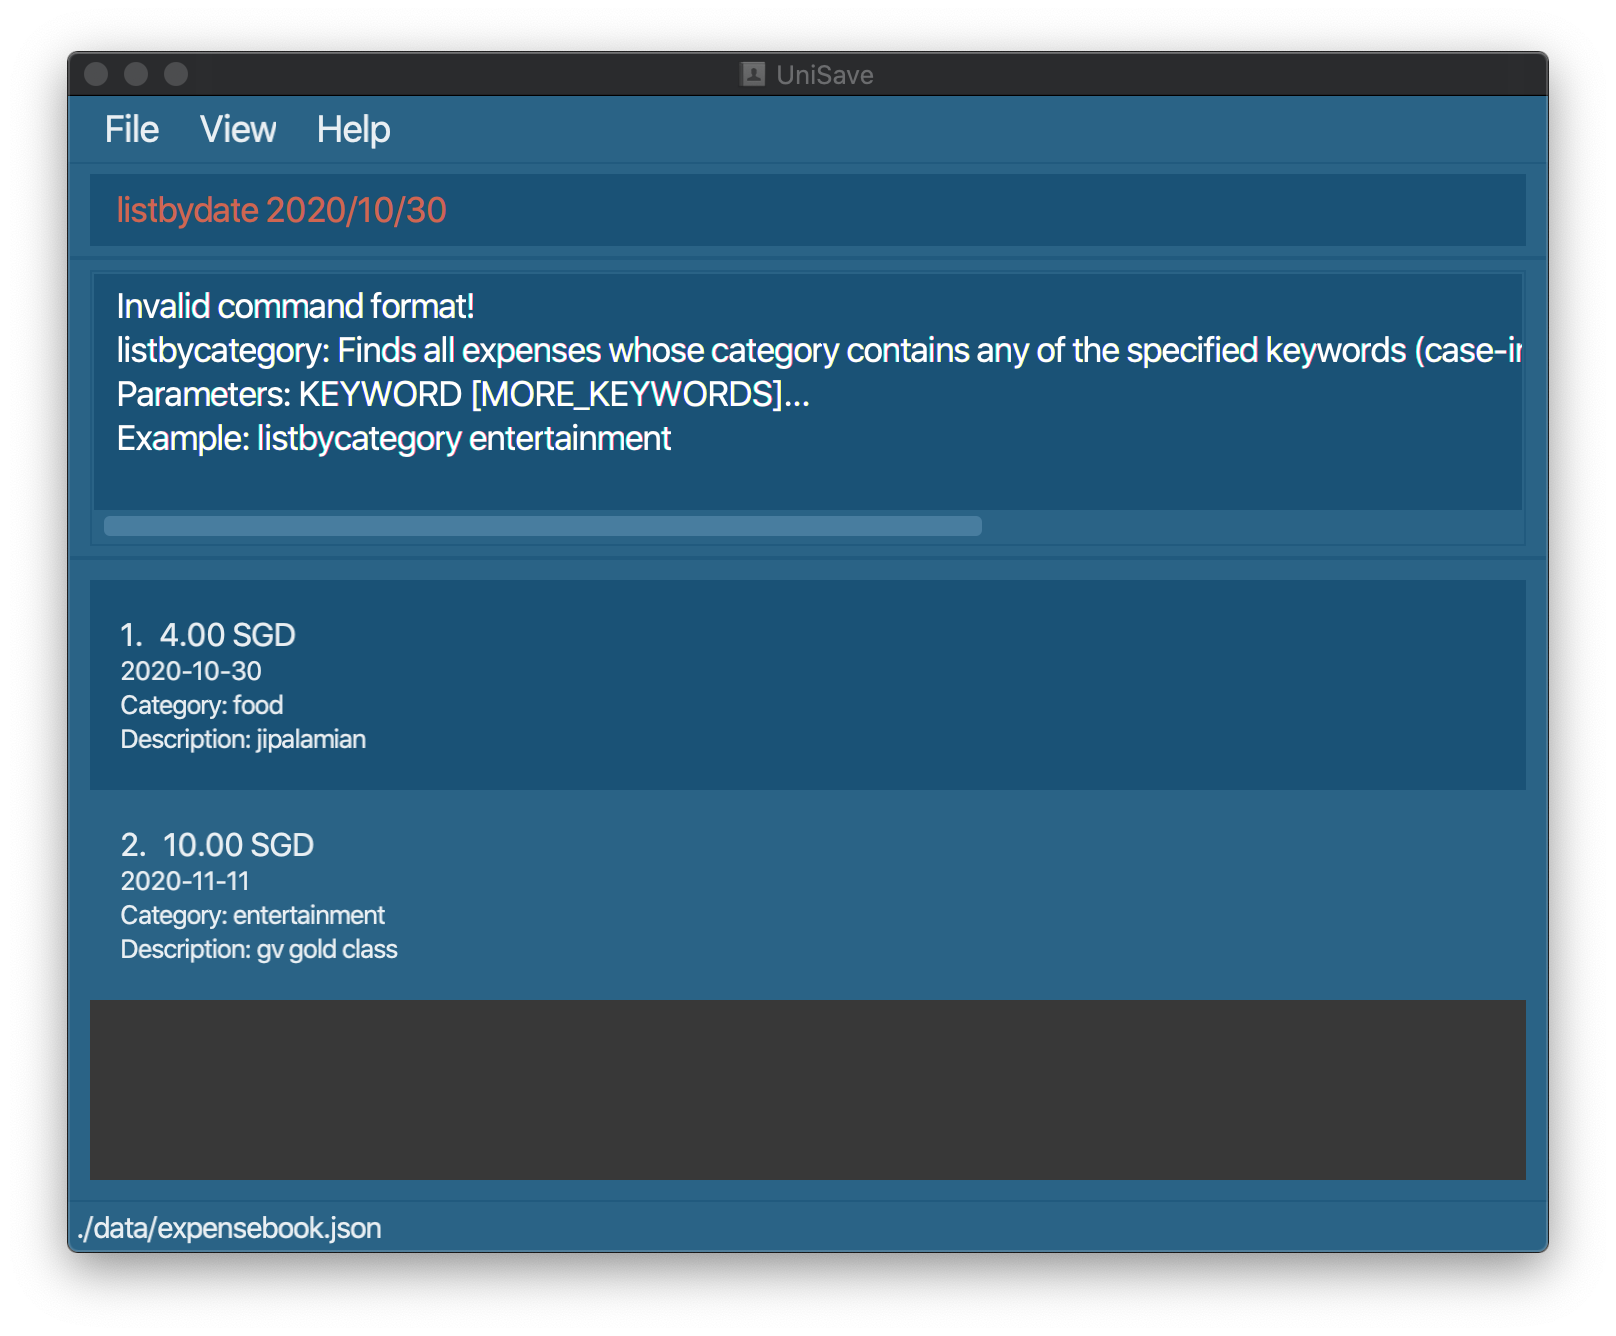 UniSave
File View Help
listbydate 2020/10/30
Invalid command format!
listbycategory: Finds all expenses whose category contains any of the specified keywords (case-in
Parameters: KEYWORD [MORE_KEYWORDS]...
Example: listbycategory entertainment
1. 4.00 SGD
2020-10-30
Category: food
Description: jipalamian
2. 10.00 SGD
2020-11-11
Category: entertainment
Description: gv gold class
./data/expensebook.json